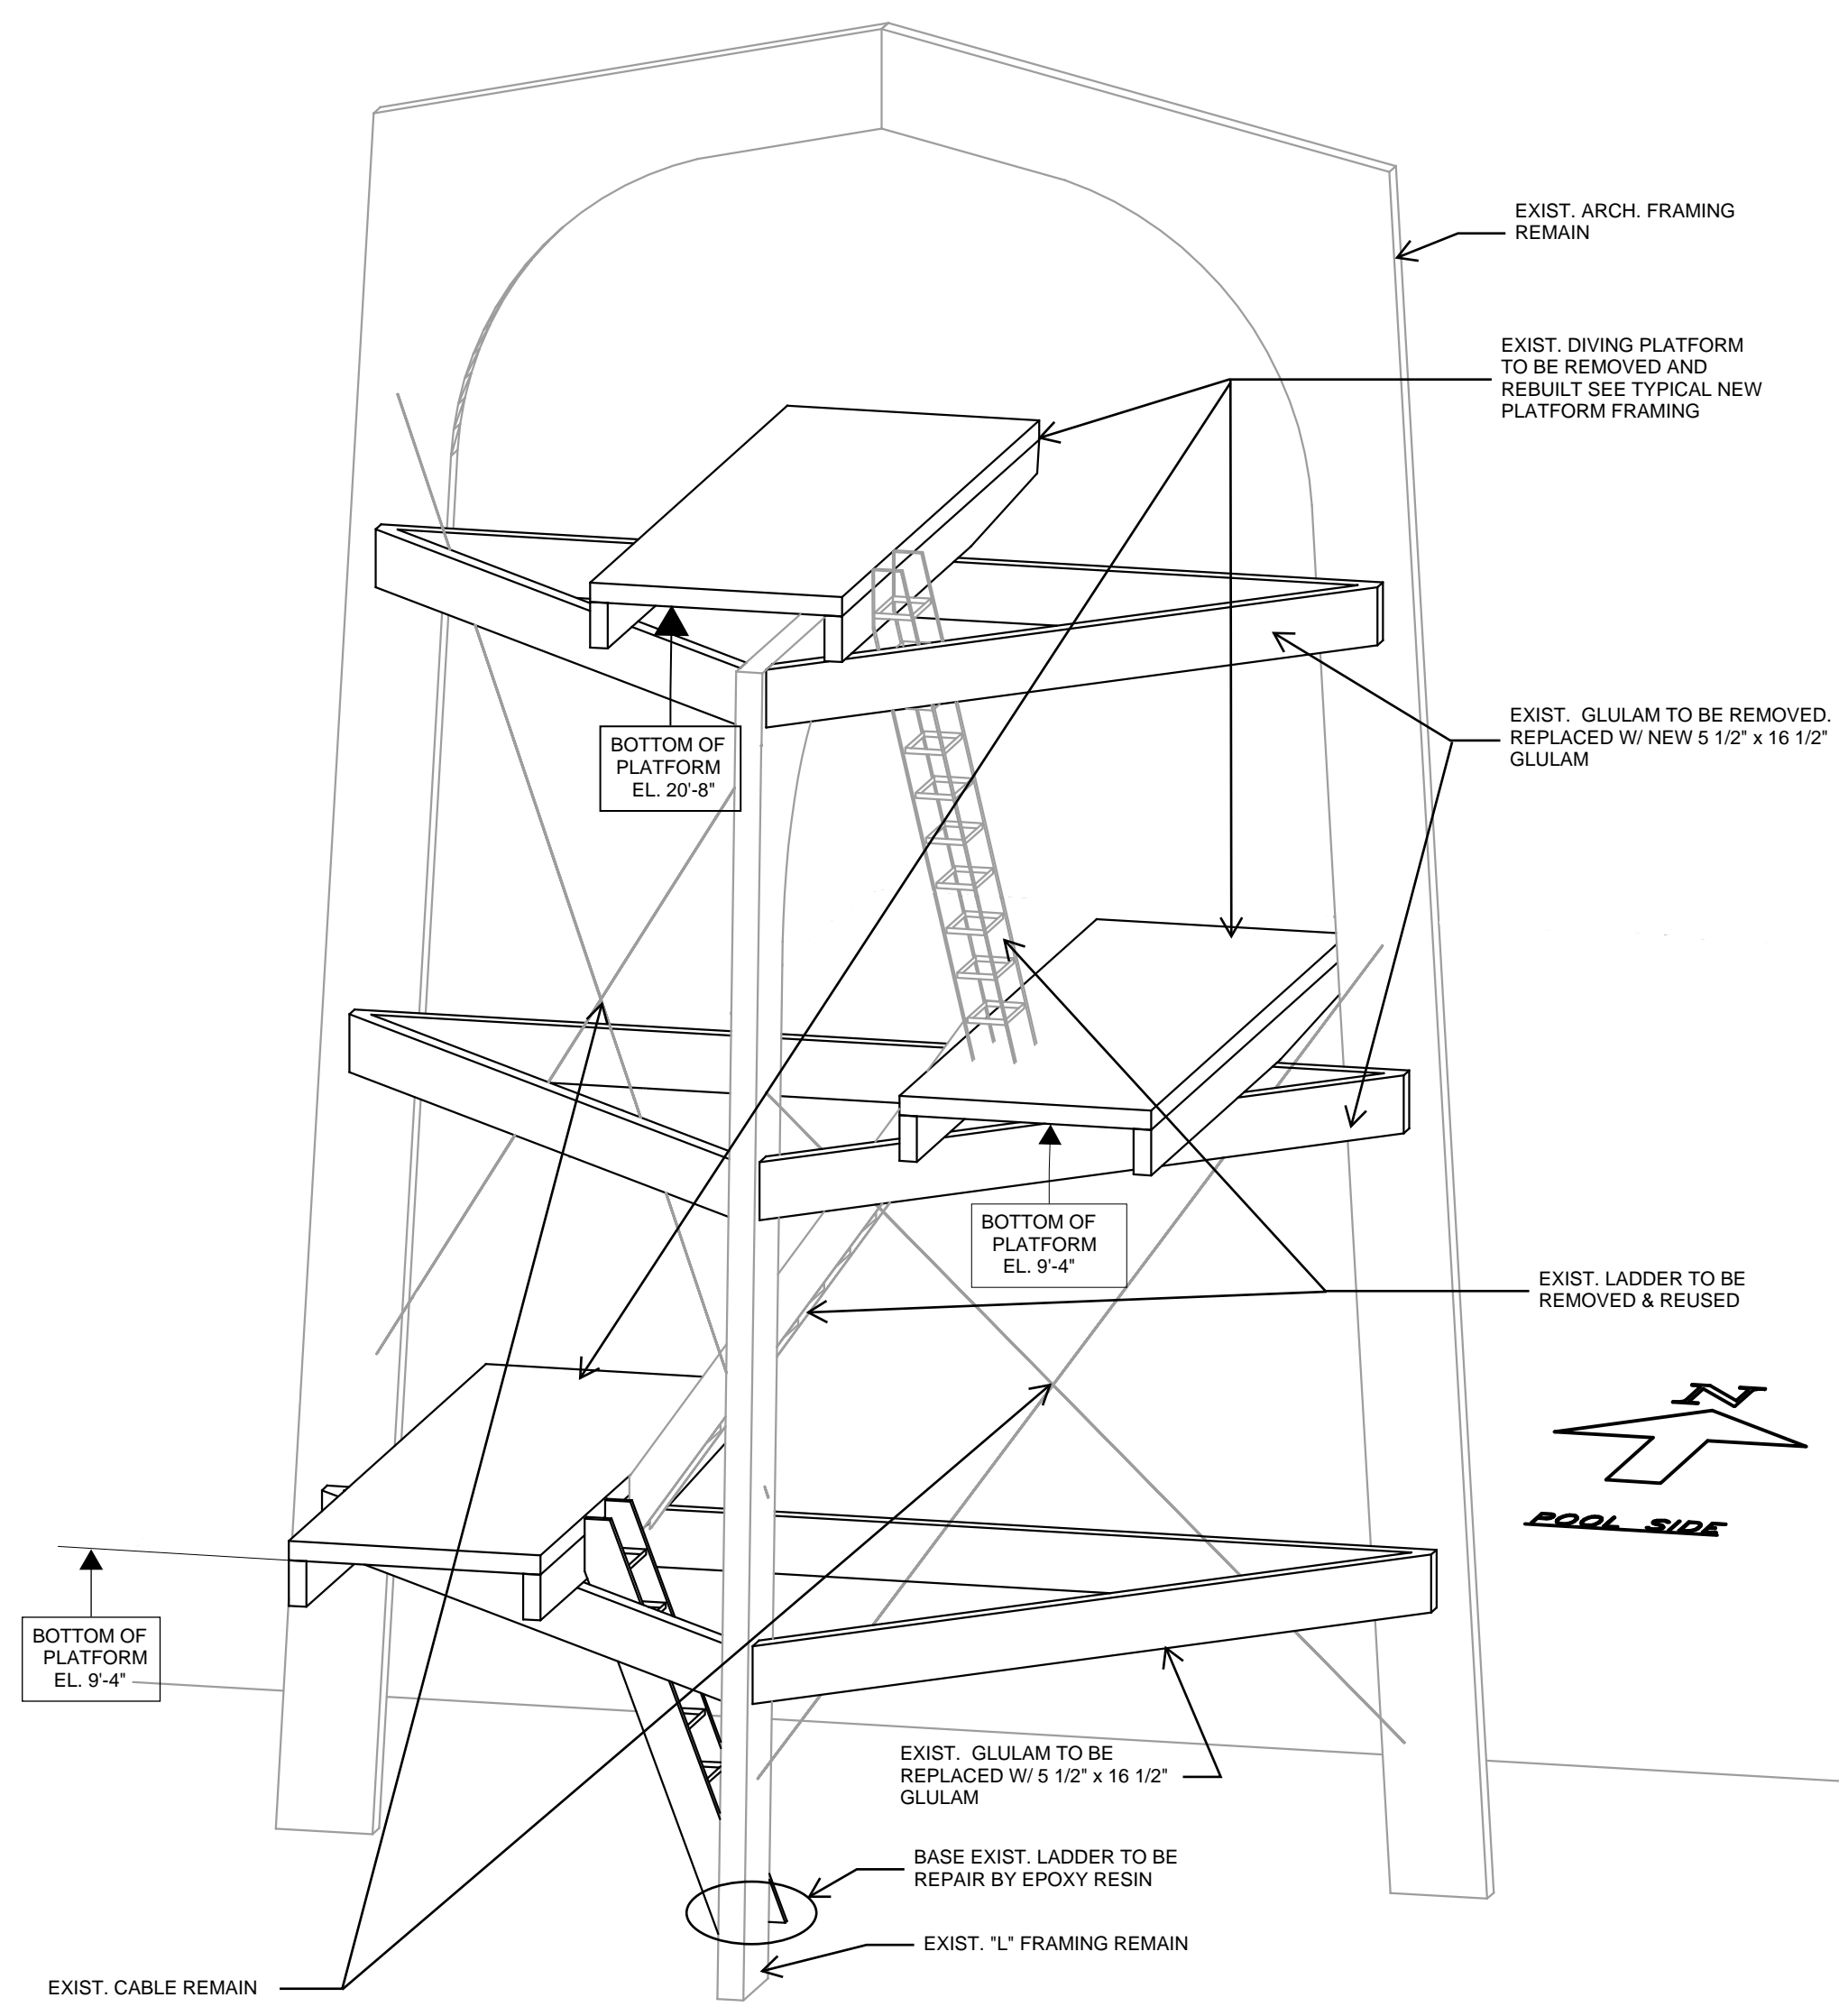 EXIST. ARCH. FRAMING
REMAIN
EXIST. DIVING PLATFORM
TO BE REMOVED AND
REBUILT SEE TYPICAL NEW
PLATFORM FRAMING
EXIST. GLULAM TO BE REMOVED.
REPLACED W/ NEW 5 1/2" x 16 1/2"
GLULAM
BOTTOM OF
PLATFORM
EL. 20'-8"
BOTTOM OF
PLATFORM
EL. 9'-4"
EXIST. LADDER TO BE
REMOVED & REUSED
N
POOL SIDE
BOTTOM OF
PLATFORM
EL. 9'-4"
EXIST. GLULAM TO BE
REPLACED W/ 5 1/2" x 16 1/2"
GLULAM
BASE EXIST. LADDER TO BE
REPAIR BY EPOXY RESIN
EXIST. "L" FRAMING REMAIN
EXIST. CABLE REMAIN